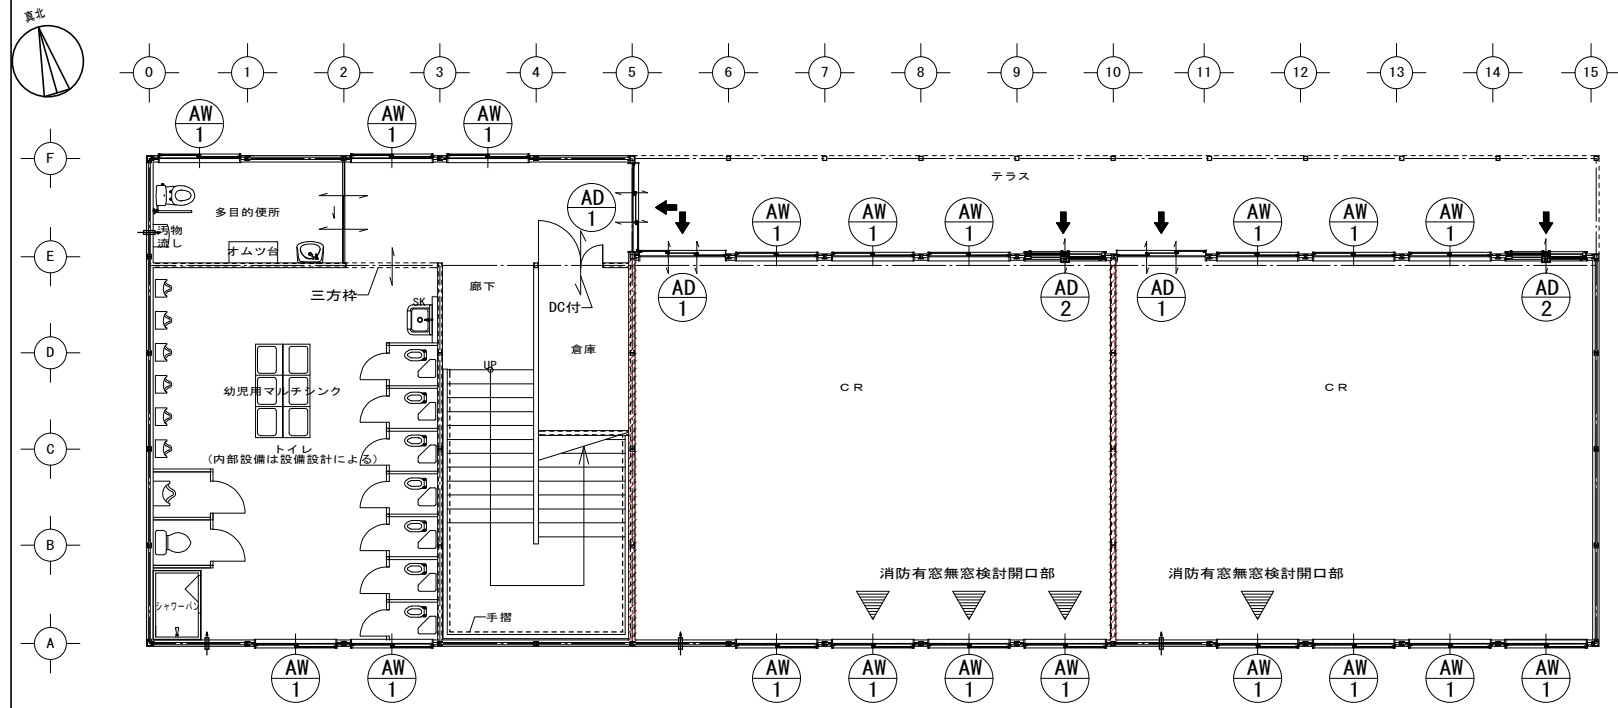 真北
0 1 2 3 4 5 6 7 8 9 10 11 12 13 14 15
AW
1
AW
1
AW
1
F
テラス
AD
1
AW
1
AW
1
AW
1
AW
1
AW
1
AW
1
多目的便所
汚物
流し
オムツ台
E
三方枠
廊下
SK
DC付
AD
1
AD
2
AD
1
AD
2
D
倉庫
UP
幼児用マルチシンク
CR
CR
C
トイレ
(内部設備は設備設計による)
B
消防有窓無窓検討開口部
消防有窓無窓検討開口部
シャワーパン
手摺
A
AW
1
AW
1
AW
1
AW
1
AW
1
AW
1
AW
1
AW
1
AW
1
AW
1